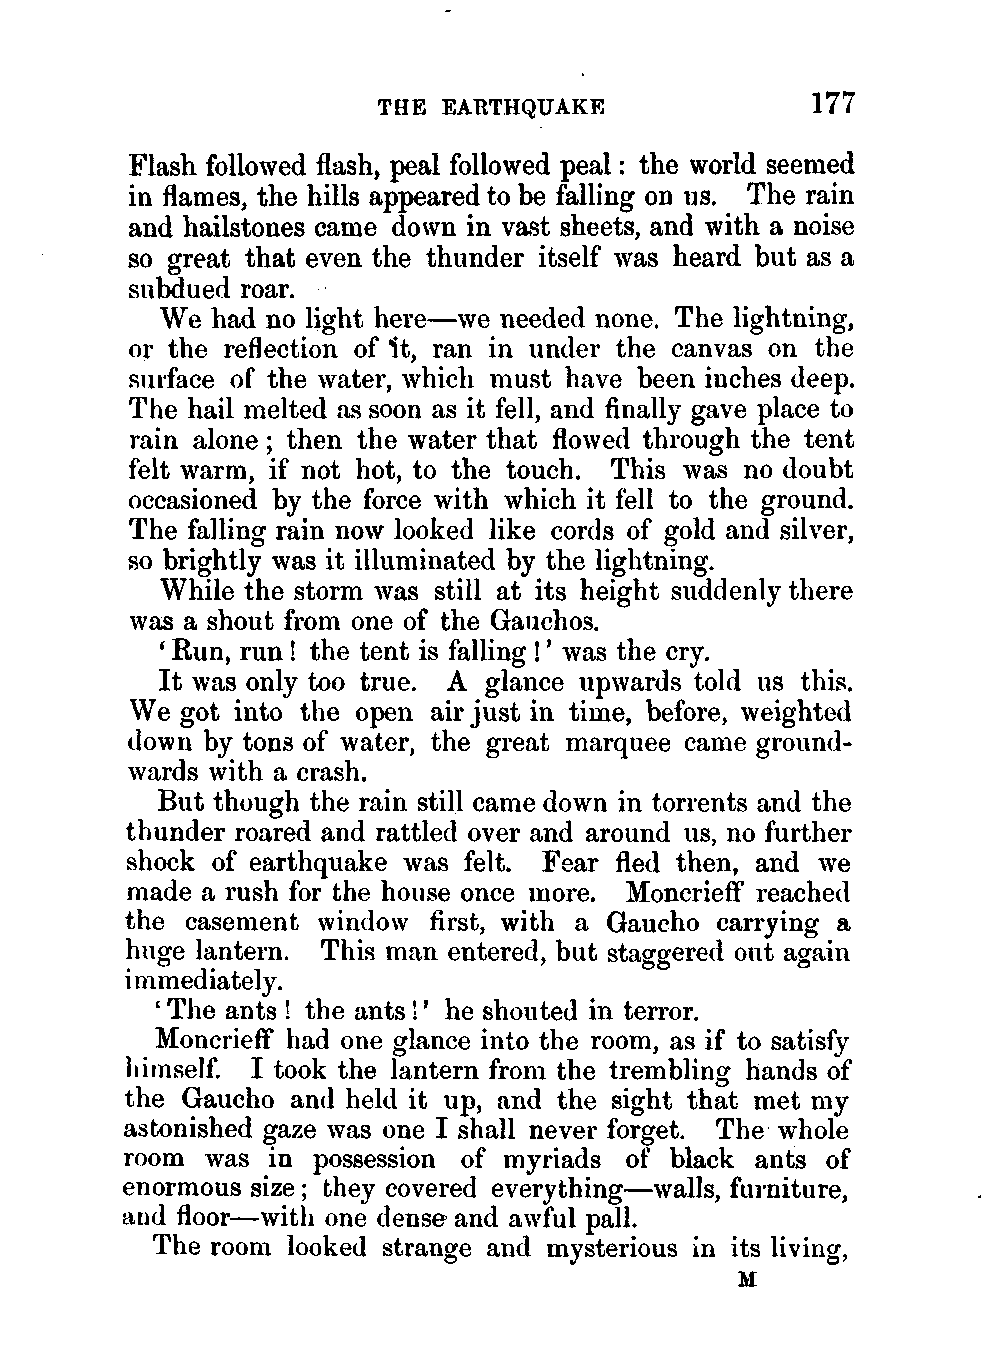 THE EARTHQUAKE 177
Flash followed flash, peal followed peal : the world seemed
in flames, the hills appeared to be falling on us. The rain
and hailstones came down in vast sheets, and with a noise
so great that even the thunder itself was heard but as a
subdued roar.
We had no light here—we needed none. The lightning,
or the reflection of it, ran in under the canvas on the
surface of the water, which must have been inches deep.
The hail melted as soon as it fell, and finally gave place to
rain alone ; then the water that flowed through the tent
felt warm, if not hot, to the touch. This was no doubt
occasioned by the force with which it fell to the ground.
The falling rain now looked like cords of gold and silver,
so brightly was it illuminated by the lightning.
While the storm was still at its height suddenly there
was a shout from one of the Gauchos.
‘ Run, run ! the tent is falling ! ’ was the cry.
It was only too true. A glance upwards told us this.
We got into the open air just in time, before, weighted
down by tons of water, the great marquee came ground-
wards with a crash.
But though the rain still came down in torrents and the
thunder roared and rattled over and around us, no further
shock of earthquake was felt. Fear fled then, and we
made a rush for the house once more. Moncrieff reached
the casement window first, with a Gaucho carrying a
huge lantern. This man entered, but staggered out again
immediately.
‘ The ants ! the ants ! ’ he shouted in terror.
Moncrieff had one glance into the room, as if to satisfy
himself. I took the lantern from the trembling hands of
the Gaucho and held it up, and the sight that met my
astonished gaze was one I shall never forget. The whole
room was in possession of myriads of black ants of
enormous size ; they covered everything—walls, furniture,
and floor—with one dense and awful pall.
The room looked strange and mysterious in its living,
M